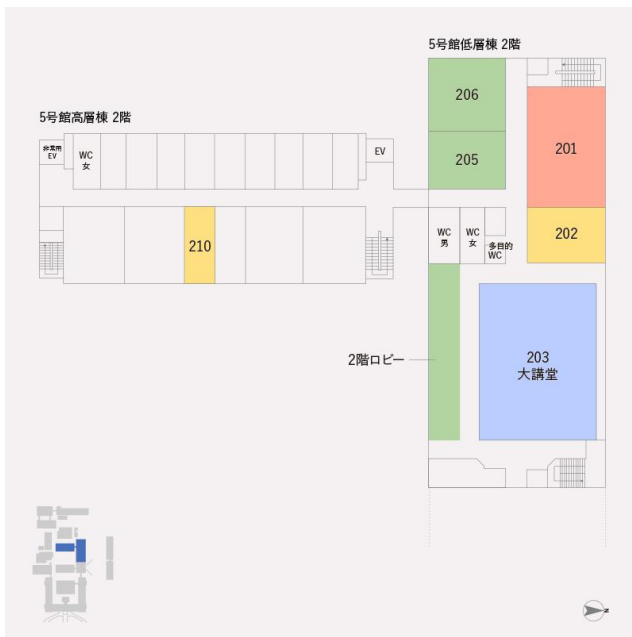 5号館低層棟 2階
5号館高層棟 2階
206
205
201
202
非常用
EV
WC
女
EV
210
WC
男
WC
女
多目的
WC
2階ロビー
203
大講堂
N